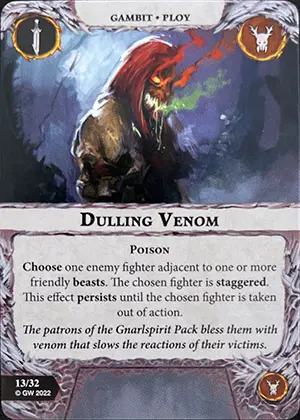 GAMBIT • PLOY
DULLING VENOM
POISON
Choose one enemy fighter adjacent to one or more
friendly beasts. The chosen fighter is staggered.
This effect persists until the chosen fighter is taken
out of action.
The patrons of the Gnarlspirit Pack bless them with
venom that slows the reactions of their victims.
13/32
© GW 2022